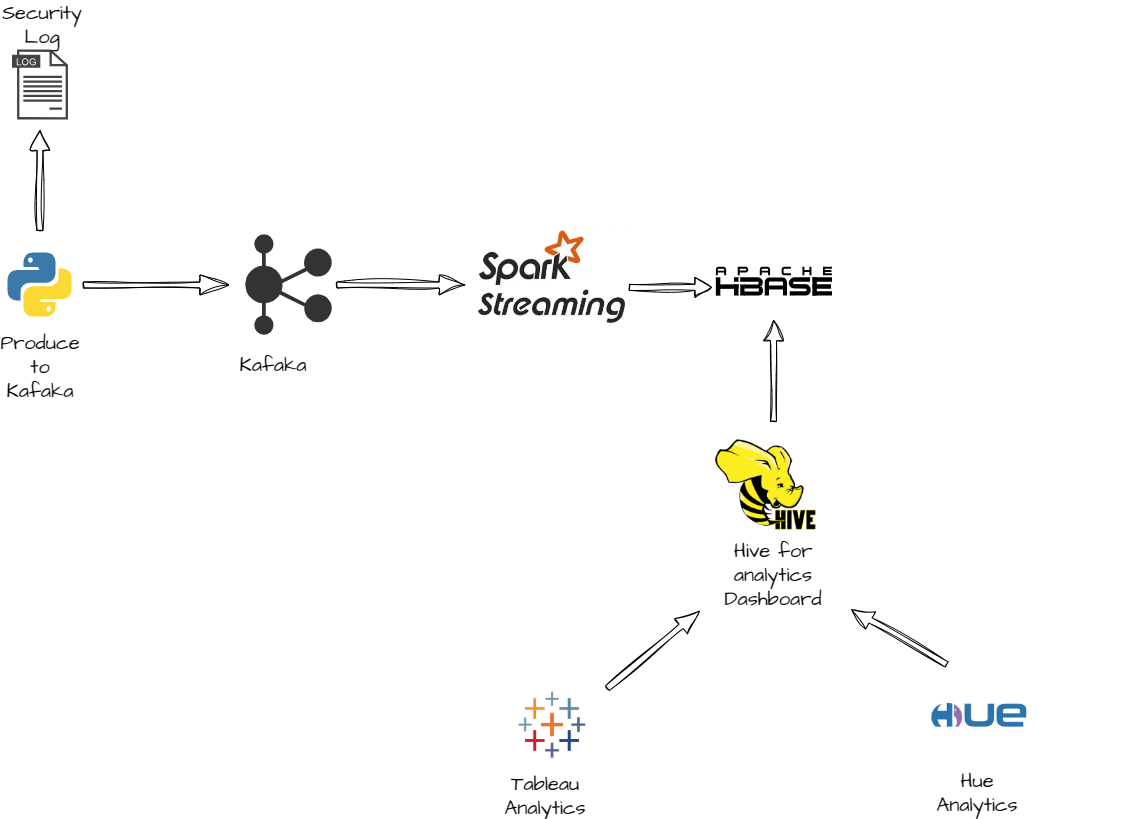 Security
Log
LOG
Produce
to
Kafaka
Kafaka
Spark
Streaming
APACHE
HBASE
HIVE
Hive for
analytics
Dashboard
Tableau
Analytics
HUE
Hue
Analytics